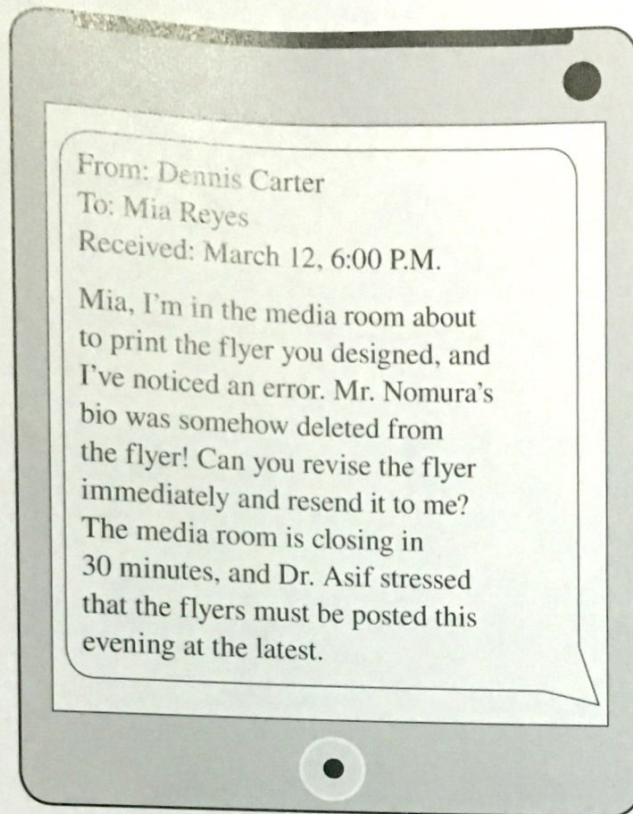 From: Dennis Carter
To: Mia Reyes
Received: March 12, 6:00 P.M.
Mia, I'm in the media room about
to print the flyer you designed, and
I've noticed an error. Mr. Nomura's
bio was somehow deleted from
the flyer! Can you revise the flyer
immediately and resend it to me?
The media room is closing in
30 minutes, and Dr. Asif stressed
that the flyers must be posted this
evening at the latest.